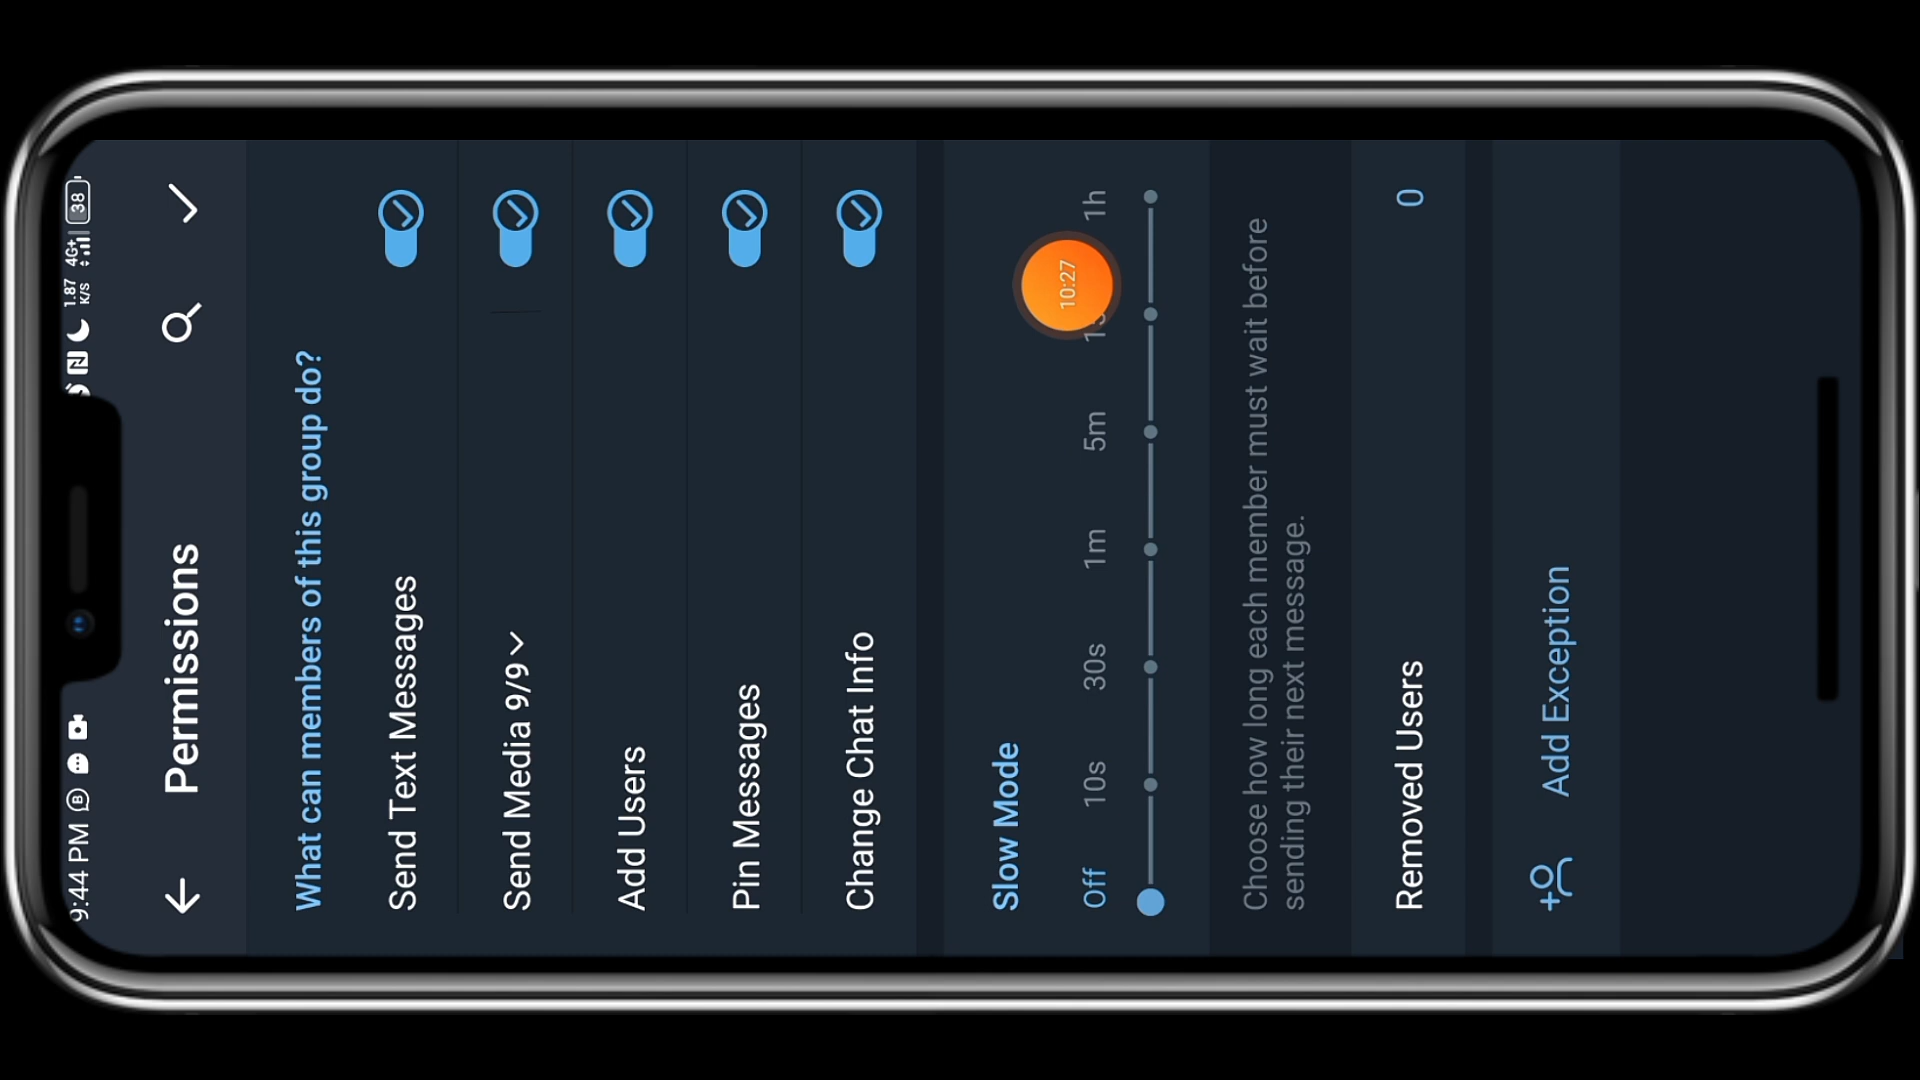 9:44 PM B 1.87 K/S 4G+ 38
Permissions
What can members of this group do?
Send Text Messages
Send Media 9/9
Add Users
Pin Messages
Change Chat Info
Slow Mode
Off 10s 30s 1m 5m 1h
10:27
Choose how long each member must wait before
sending their next message.
Removed Users 0
Add Exception